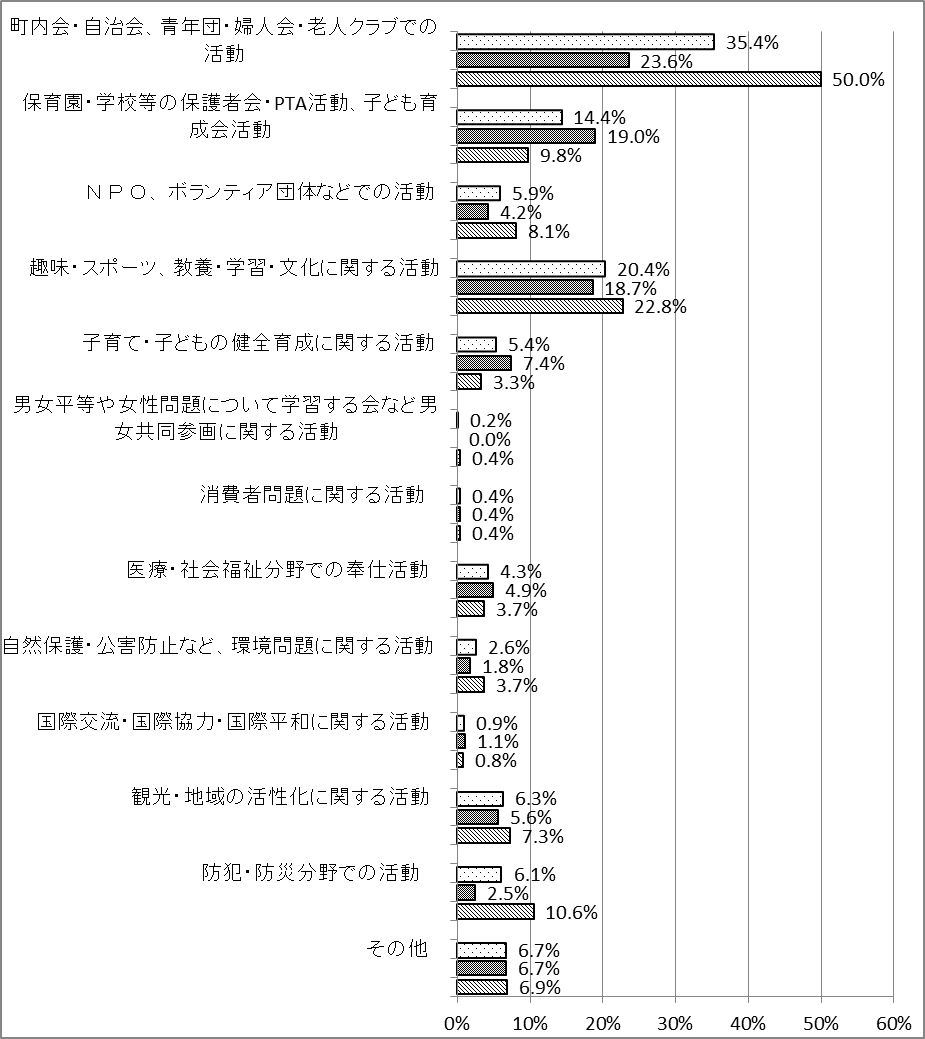 町内会・自治会、青年団・婦人会・老人クラブでの
活動
35.4%
23.6%
50.0%
保育園・学校等の保護者会・PTA活動、子ども育
成会活動
14.4%
19.0%
9.8%
ＮＰＯ、ボランティア団体などでの活動
5.9%
4.2%
8.1%
趣味・スポーツ、教養・学習・文化に関する活動
20.4%
18.7%
22.8%
子育て・子どもの健全育成に関する活動
5.4%
7.4%
3.3%
男女平等や女性問題について学習する会など男
女共同参画に関する活動
0.2%
0.0%
0.4%
消費者問題に関する活動
0.4%
0.4%
0.4%
医療・社会福祉分野での奉仕活動
4.3%
4.9%
3.7%
自然保護・公害防止など、環境問題に関する活動
2.6%
1.8%
3.7%
国際交流・国際協力・国際平和に関する活動
0.9%
1.1%
0.8%
観光・地域の活性化に関する活動
6.3%
5.6%
7.3%
防犯・防災分野での活動
6.1%
2.5%
10.6%
その他
6.7%
6.7%
6.9%
0% 10% 20% 30% 40% 50% 60%